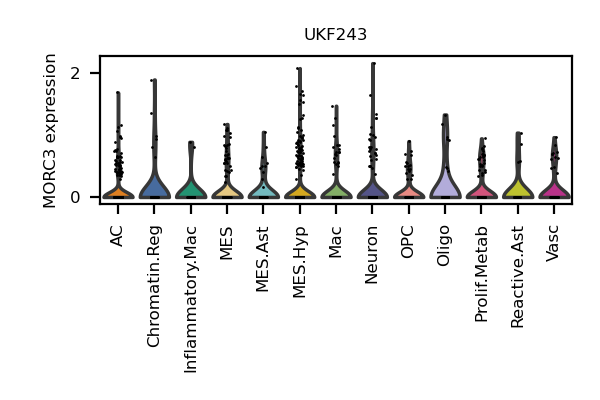 UKF243
MORC3 expression
2
0
AC
Chromatin.Reg
Inflammatory.Mac
MES
MES.Ast
MES.Hyp
Mac
Neuron
OPC
Oligo
Prolif.Metab
Reactive.Ast
Vasc